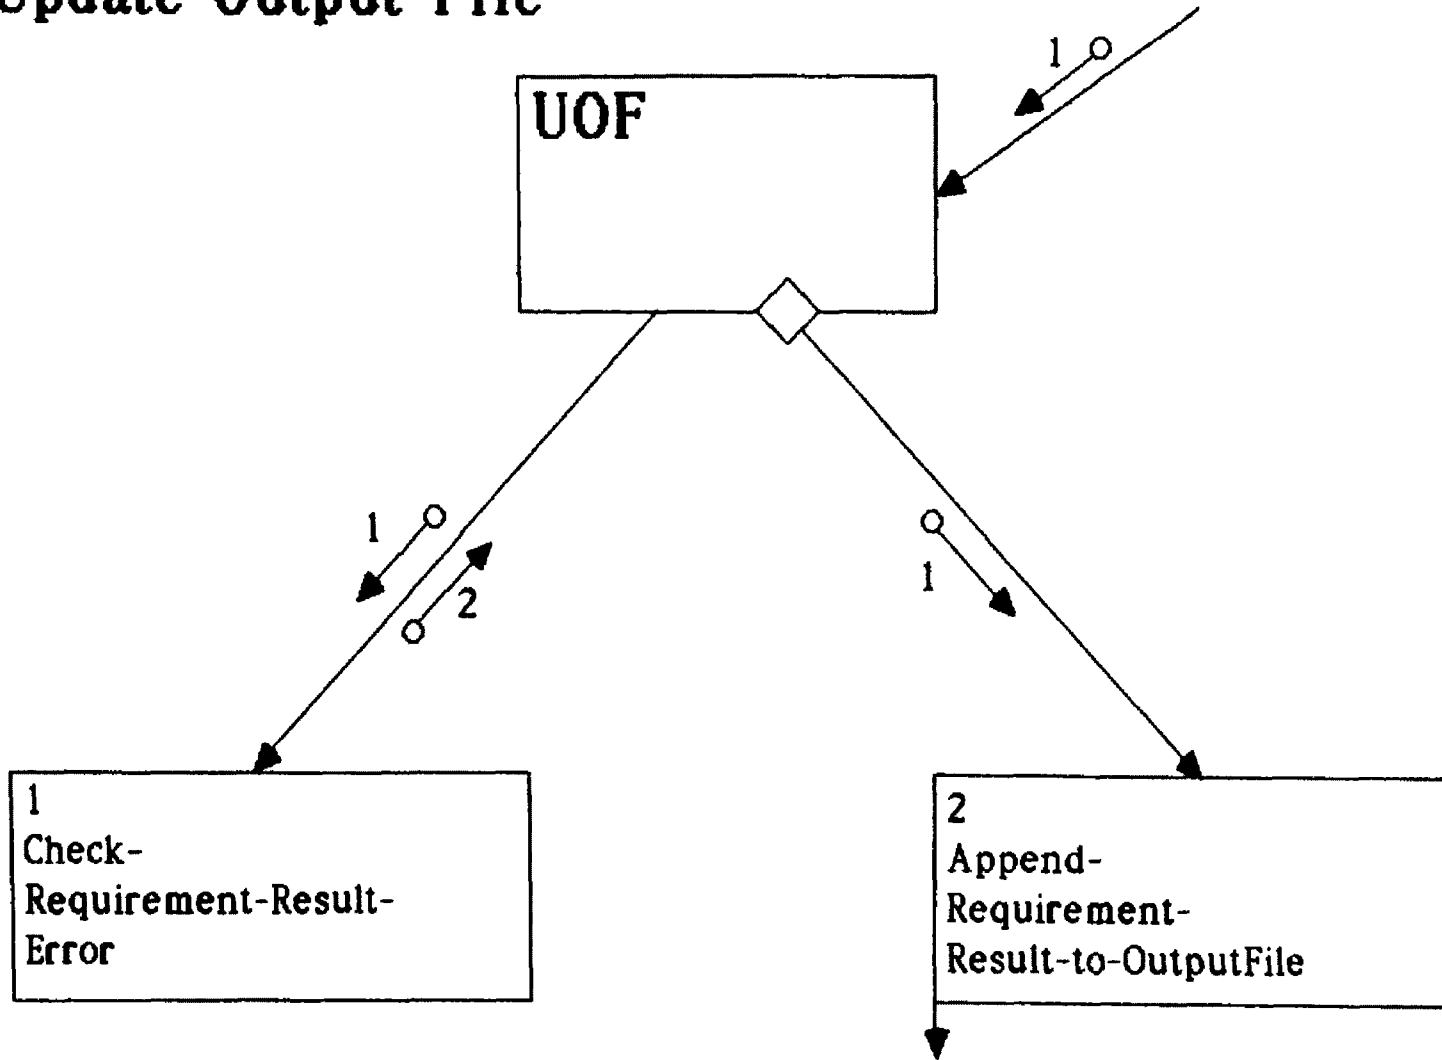 Update Output File
1
UOF
1
2
1
1
Check-
Requirement-Result-
Error
2
Append-
Requirement-
Result-to-OutputFile